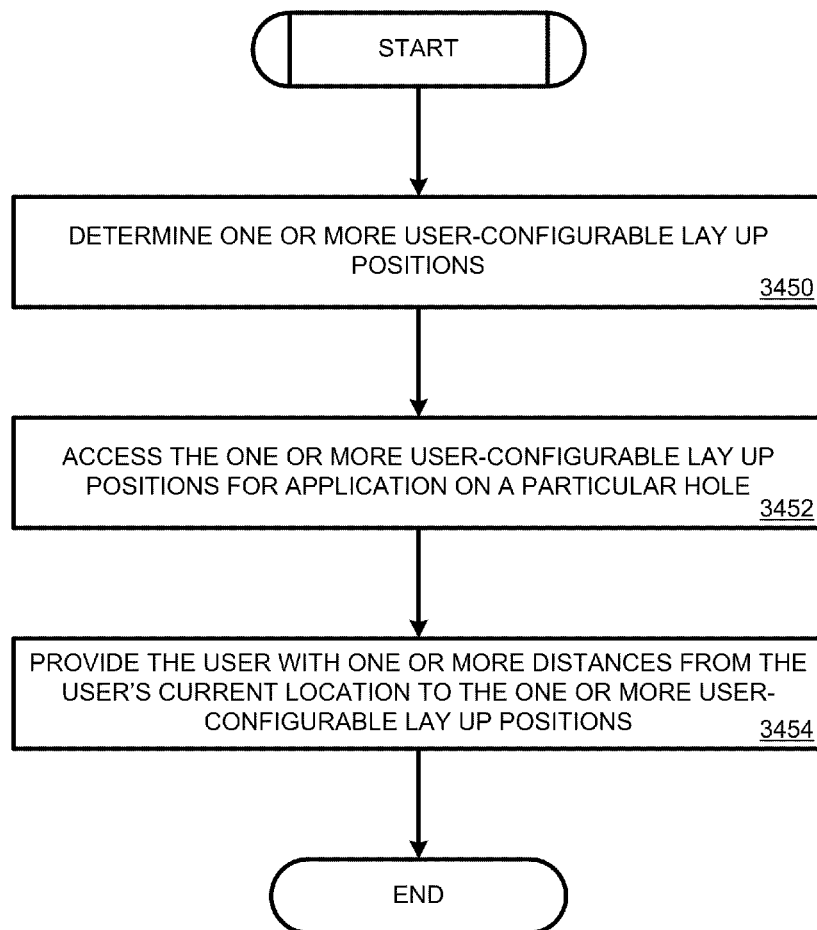 START
DETERMINE ONE OR MORE USER-CONFIGURABLE LAY UP
POSITIONS
3450
ACCESS THE ONE OR MORE USER-CONFIGURABLE LAY UP
POSITIONS FOR APPLICATION ON A PARTICULAR HOLE
3452
PROVIDE THE USER WITH ONE OR MORE DISTANCES FROM THE
USER'S CURRENT LOCATION TO THE ONE OR MORE USER-
CONFIGURABLE LAY UP POSITIONS
3454
END